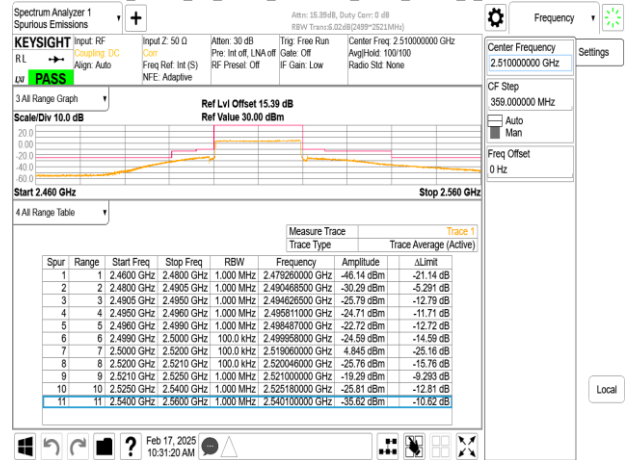 Spectrum Analyzer 1
Spurious Emissions
Attn: 15.39dB, Duty Corr: 0 dB
RBW Trans:6.02dB(2499~2521MHz)
Frequency
KEYSIGHT
RL
LXI
PASS
Input: RF
Coupling: DC
Align: Auto
Input Z: 50 Ω
Corr
Freq Ref: Int (S)
NFE: Adaptive
Atten: 30 dB
Pre: Int off, LNA off
RF Preset: Off
Trig: Free Run
Gate: Off
IF Gain: Low
Center Freq: 2.510000000 GHz
Avg|Hold: 100/100
Radio Std: None
Center Frequency
2.510000000 GHz
Settings
CF Step
359.000000 MHz
Auto
Man
Freq Offset
0 Hz
Local
3 All Range Graph
Scale/Div 10.0 dB
Ref Lvl Offset 15.39 dB
Ref Value 30.00 dBm
20.0
0.00
-20.0
-40.0
-60.0
Start 2.460 GHz
Stop 2.560 GHz
4 All Range Table
Measure Trace Trace 1
Trace Type Trace Average (Active)
Spur Range Start Freq Stop Freq RBW Frequency Amplitude ΔLimit
1 1 2.4600 GHz 2.4800 GHz 1.000 MHz 2.479260000 GHz -46.14 dBm -21.14 dB
2 2 2.4800 GHz 2.4905 GHz 1.000 MHz 2.490468500 GHz -30.29 dBm -5.291 dB
3 3 2.4905 GHz 2.4950 GHz 1.000 MHz 2.494626500 GHz -25.79 dBm -12.79 dB
4 4 2.4950 GHz 2.4960 GHz 1.000 MHz 2.495811000 GHz -24.71 dBm -11.71 dB
5 5 2.4960 GHz 2.4990 GHz 1.000 MHz 2.498487000 GHz -22.72 dBm -12.72 dB
6 6 2.4990 GHz 2.5000 GHz 100.0 kHz 2.499958000 GHz -24.59 dBm -14.59 dB
7 7 2.5000 GHz 2.5200 GHz 100.0 kHz 2.519060000 GHz 4.845 dBm -25.16 dB
8 8 2.5200 GHz 2.5210 GHz 100.0 kHz 2.520046000 GHz -25.76 dBm -15.76 dB
9 9 2.5210 GHz 2.5250 GHz 1.000 MHz 2.521000000 GHz -19.29 dBm -9.293 dB
10 10 2.5250 GHz 2.5400 GHz 1.000 MHz 2.525180000 GHz -25.81 dBm -12.81 dB
11 11 2.5400 GHz 2.5600 GHz 1.000 MHz 2.540100000 GHz -35.62 dBm -10.62 dB
Feb 17, 2025
10:31:20 AM